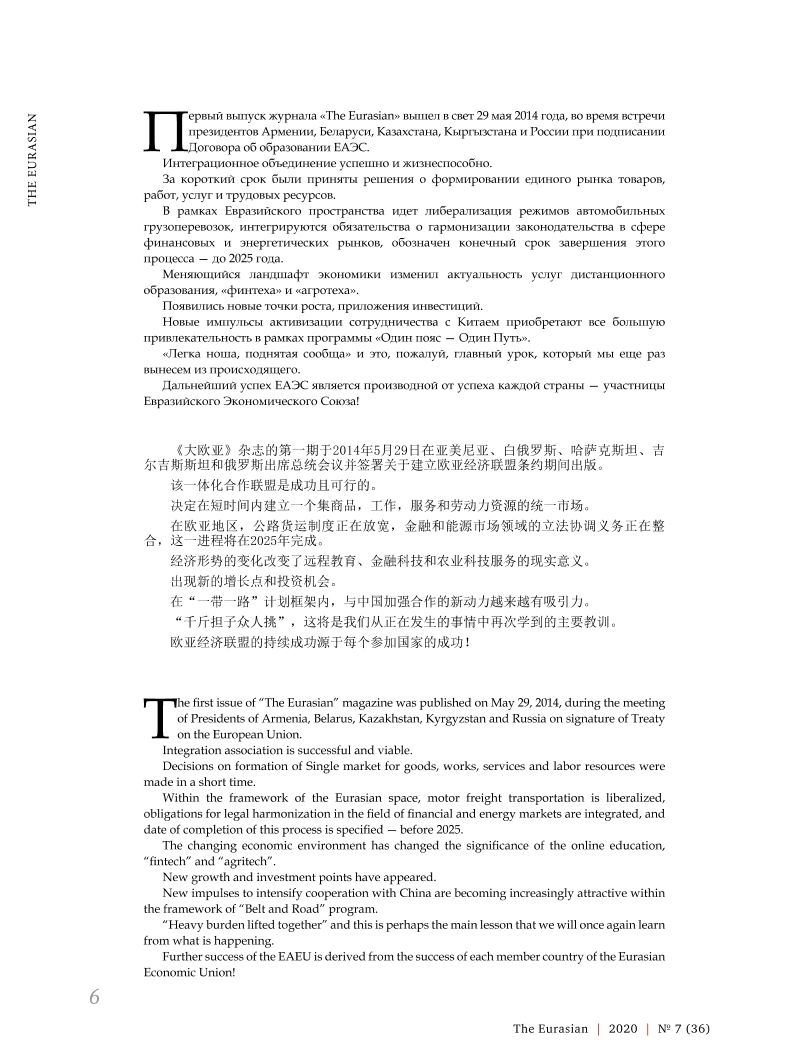 THE EURASIAN
Первый выпуск журнала «The Eurasian» вышел в свет 29 мая 2014 года, во время встречи
президентов Армении, Беларуси, Казахстана, Кыргызстана и России при подписании
Договора об образовании ЕАЭС.
Интеграционное объединение успешно и жизнеспособно.
За короткий срок были приняты решения о формировании единого рынка товаров,
работ, услуг и трудовых ресурсов.
В рамках Евразийского пространства идет либерализация режимов автомобильных
грузоперевозок, интегрируются обязательства о гармонизации законодательства в сфере
финансовых и энергетических рынков, обозначен конечный срок завершения этого
процесса — до 2025 года.
Меняющийся ландшафт экономики изменил актуальность услуг дистанционного
образования, «финтеха» и «агротеха».
Появились новые точки роста, приложения инвестиций.
Новые импульсы активизации сотрудничества с Китаем приобретают все большую
привлекательность в рамках программы «Один пояс — Один Путь».
«Легка ноша, поднятая сообща» и это, пожалуй, главный урок, который мы еще раз
вынесем из происходящего.
Дальнейший успех ЕАЭС является производной от успеха каждой страны — участницы
Евразийского Экономического Союза!
《大欧亚》杂志的第一期于2014年5月29日在亚美尼亚、白俄罗斯、哈萨克斯坦、吉
尔吉斯斯坦和俄罗斯出席总统会议并签署关于建立欧亚经济联盟条约期间出版。
该一体化合作联盟是成功且可行的。
决定在短时间内建立一个集商品，工作，服务和劳动力资源的统一市场。
在欧亚地区，公路货运制度正在放宽，金融和能源市场领域的立法协调义务正在整
合，这一进程将在2025年完成。
经济形势的变化改变了远程教育、金融科技和农业科技服务的现实意义。
出现新的增长点和投资机会。
在“一带一路”计划框架内，与中国加强合作的新动力越来越有吸引力。
“千斤担子众人挑”，这将是我们从正在发生的事情中再次学到的主要教训。
欧亚经济联盟的持续成功源于每个参加国家的成功！
The first issue of “The Eurasian” magazine was published on May 29, 2014, during the meeting
of Presidents of Armenia, Belarus, Kazakhstan, Kyrgyzstan and Russia on signature of Treaty
on the European Union.
Integration association is successful and viable.
Decisions on formation of Single market for goods, works, services and labor resources were
made in a short time.
Within the framework of the Eurasian space, motor freight transportation is liberalized,
obligations for legal harmonization in the field of financial and energy markets are integrated, and
date of completion of this process is specified — before 2025.
The changing economic environment has changed the significance of the online education,
“fintech” and “agritech”.
New growth and investment points have appeared.
New impulses to intensify cooperation with China are becoming increasingly attractive within
the framework of “Belt and Road” program.
“Heavy burden lifted together” and this is perhaps the main lesson that we will once again learn
from what is happening.
Further success of the EAEU is derived from the success of each member country of the Eurasian
Economic Union!
6
The Eurasian | 2020 | № 7 (36)